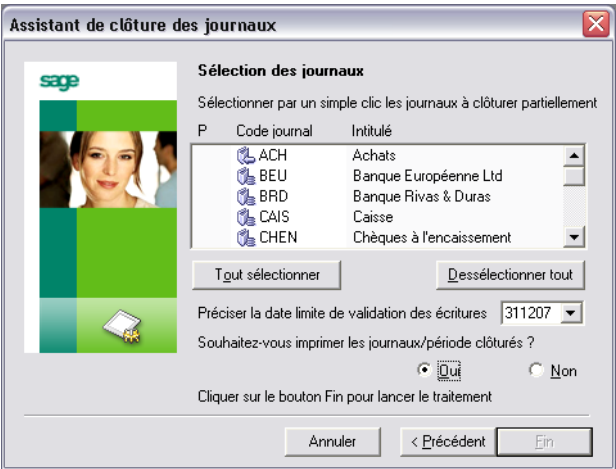 Assistant de clôture des journaux
sage
Sélection des journaux
Sélectionner par un simple clic les journaux à clôturer partiellement
P Code journal Intitulé
ACH Achats
BEU Banque Européenne Ltd
BRD Banque Rivas & Duras
CAIS Caisse
CHEN Chèques à l'encaissement
Tout sélectionner Dessélectionner tout
Préciser la date limite de validation des écritures 311207
Souhaitez-vous imprimer les journaux/période clôturés ?
Oui Non
Cliquer sur le bouton Fin pour lancer le traitement
Annuler < Précédent Fin